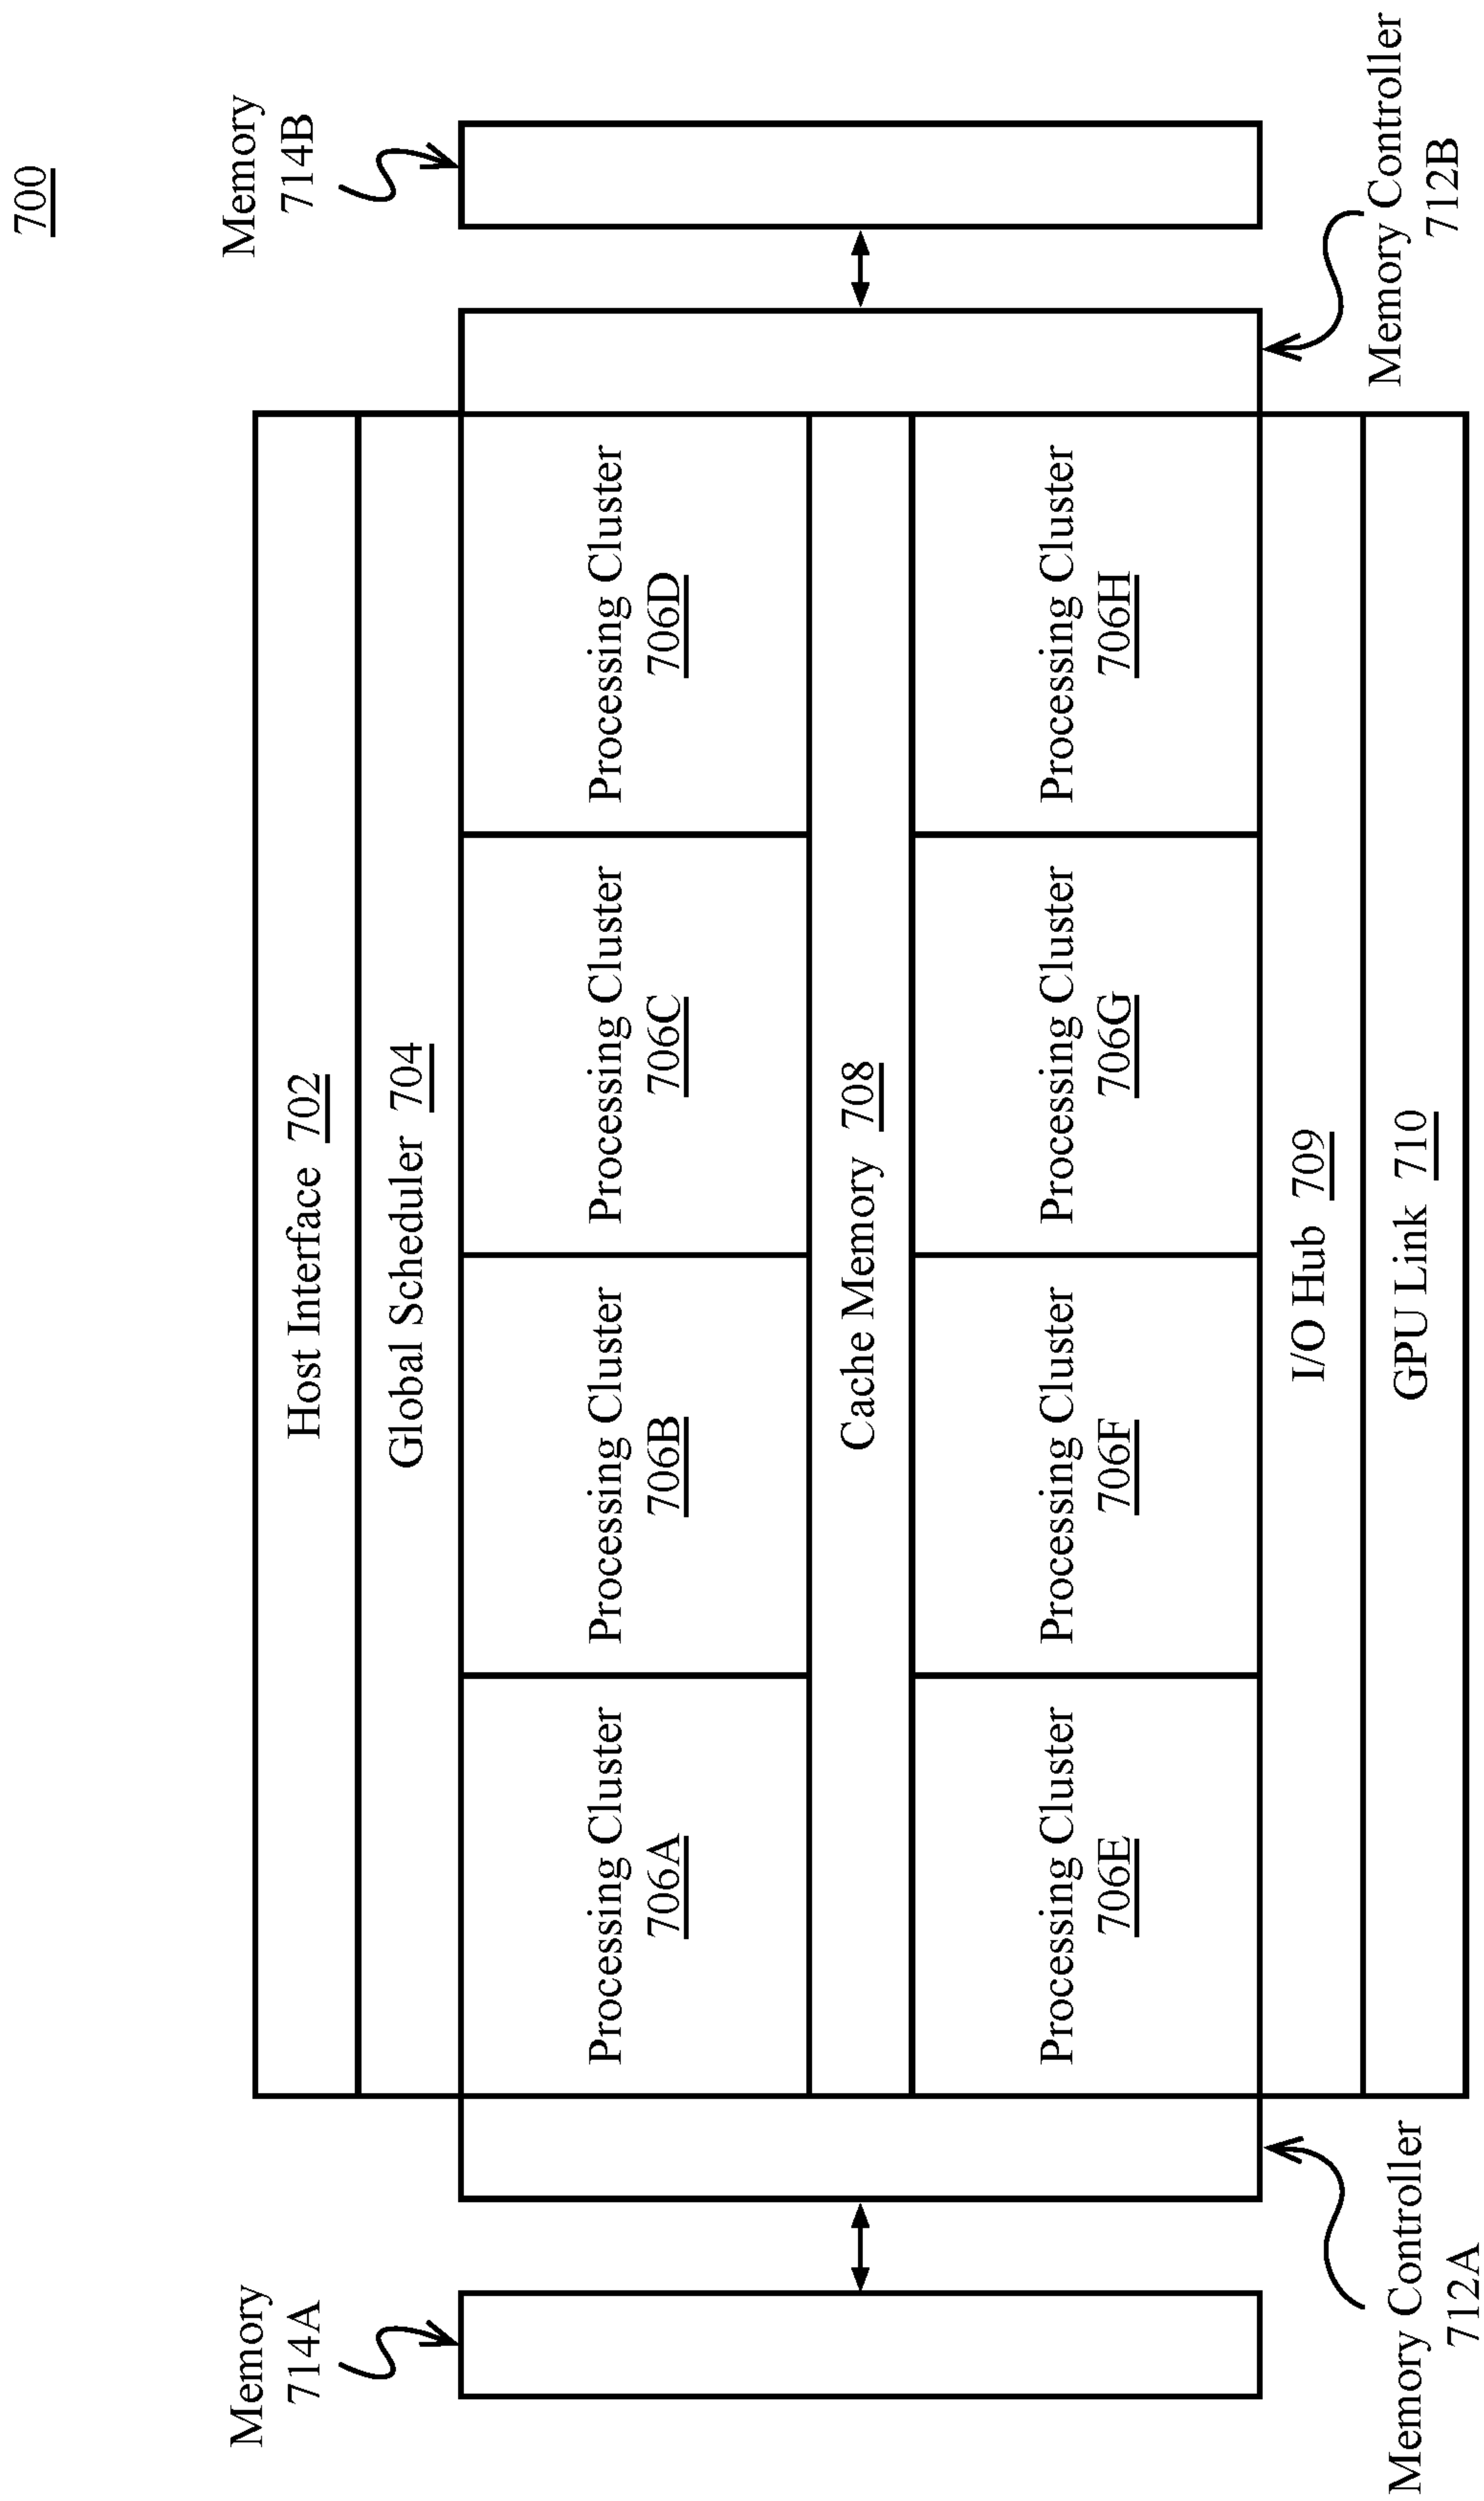 700
Memory
714A
Memory
714B
Host Interface 702
Global Scheduler 704
Processing Cluster
706A
Processing Cluster
706B
Processing Cluster
706C
Processing Cluster
706D
Cache Memory 708
Processing Cluster
706E
Processing Cluster
706F
Processing Cluster
706G
Processing Cluster
706H
I/O Hub 709
GPU Link 710
Memory Controller
712A
Memory Controller
712B